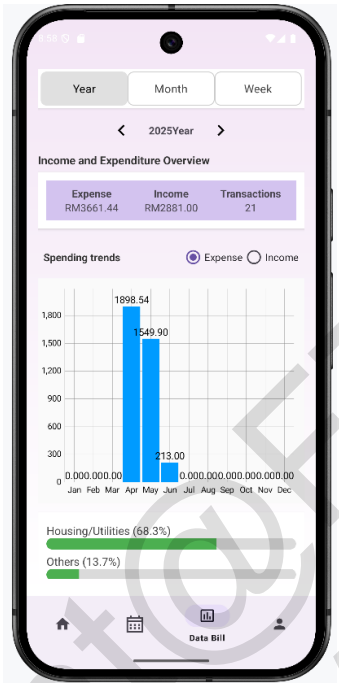 9:58
Year Month Week
2025Year
Income and Expenditure Overview
Expense Income Transactions
RM3661.44 RM2881.00 21
Spending trends Expense Income
1898.54
1,800
1549.90
1,500
1,200
900
600
213.00
300
0.000.000.00 0.000.000.000.000.000.00
0
Jan Feb Mar Apr May Jun Jul Aug Sep Oct Nov Dec
Housing/Utilities (68.3%)
Others (13.7%)
Data Bill